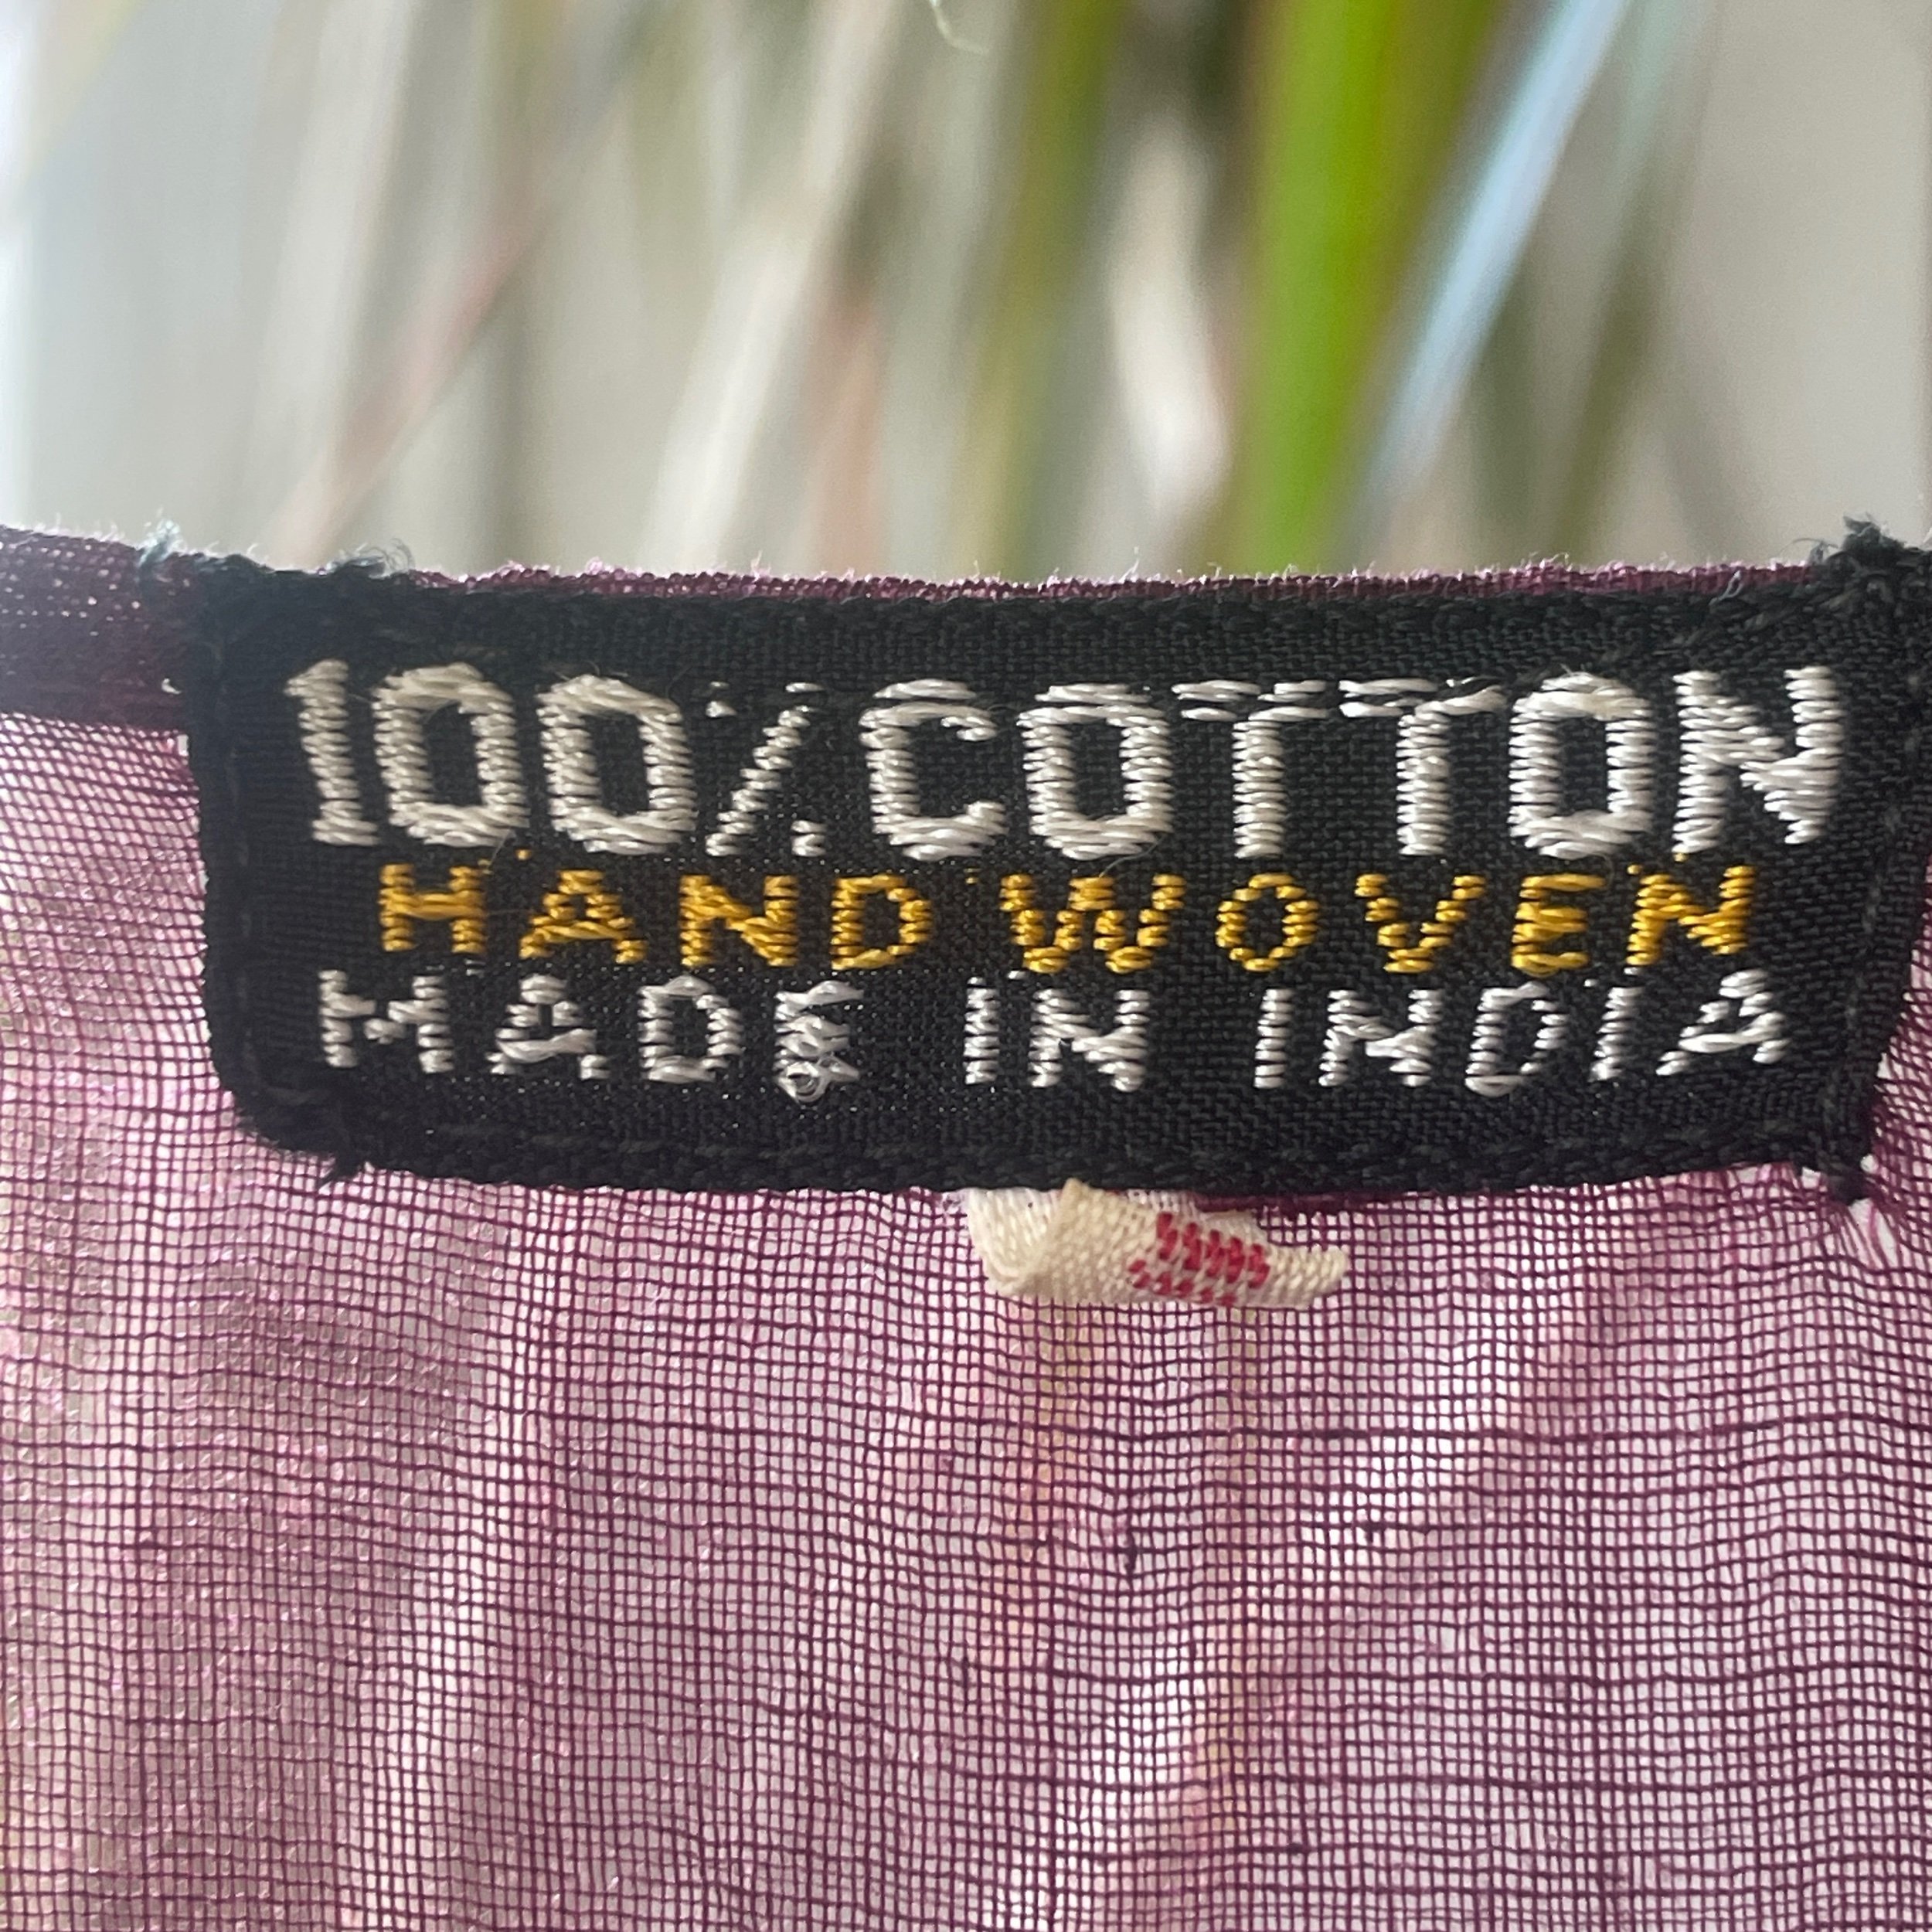 100% COTTON
HAND WOVEN
MADE IN INDIA